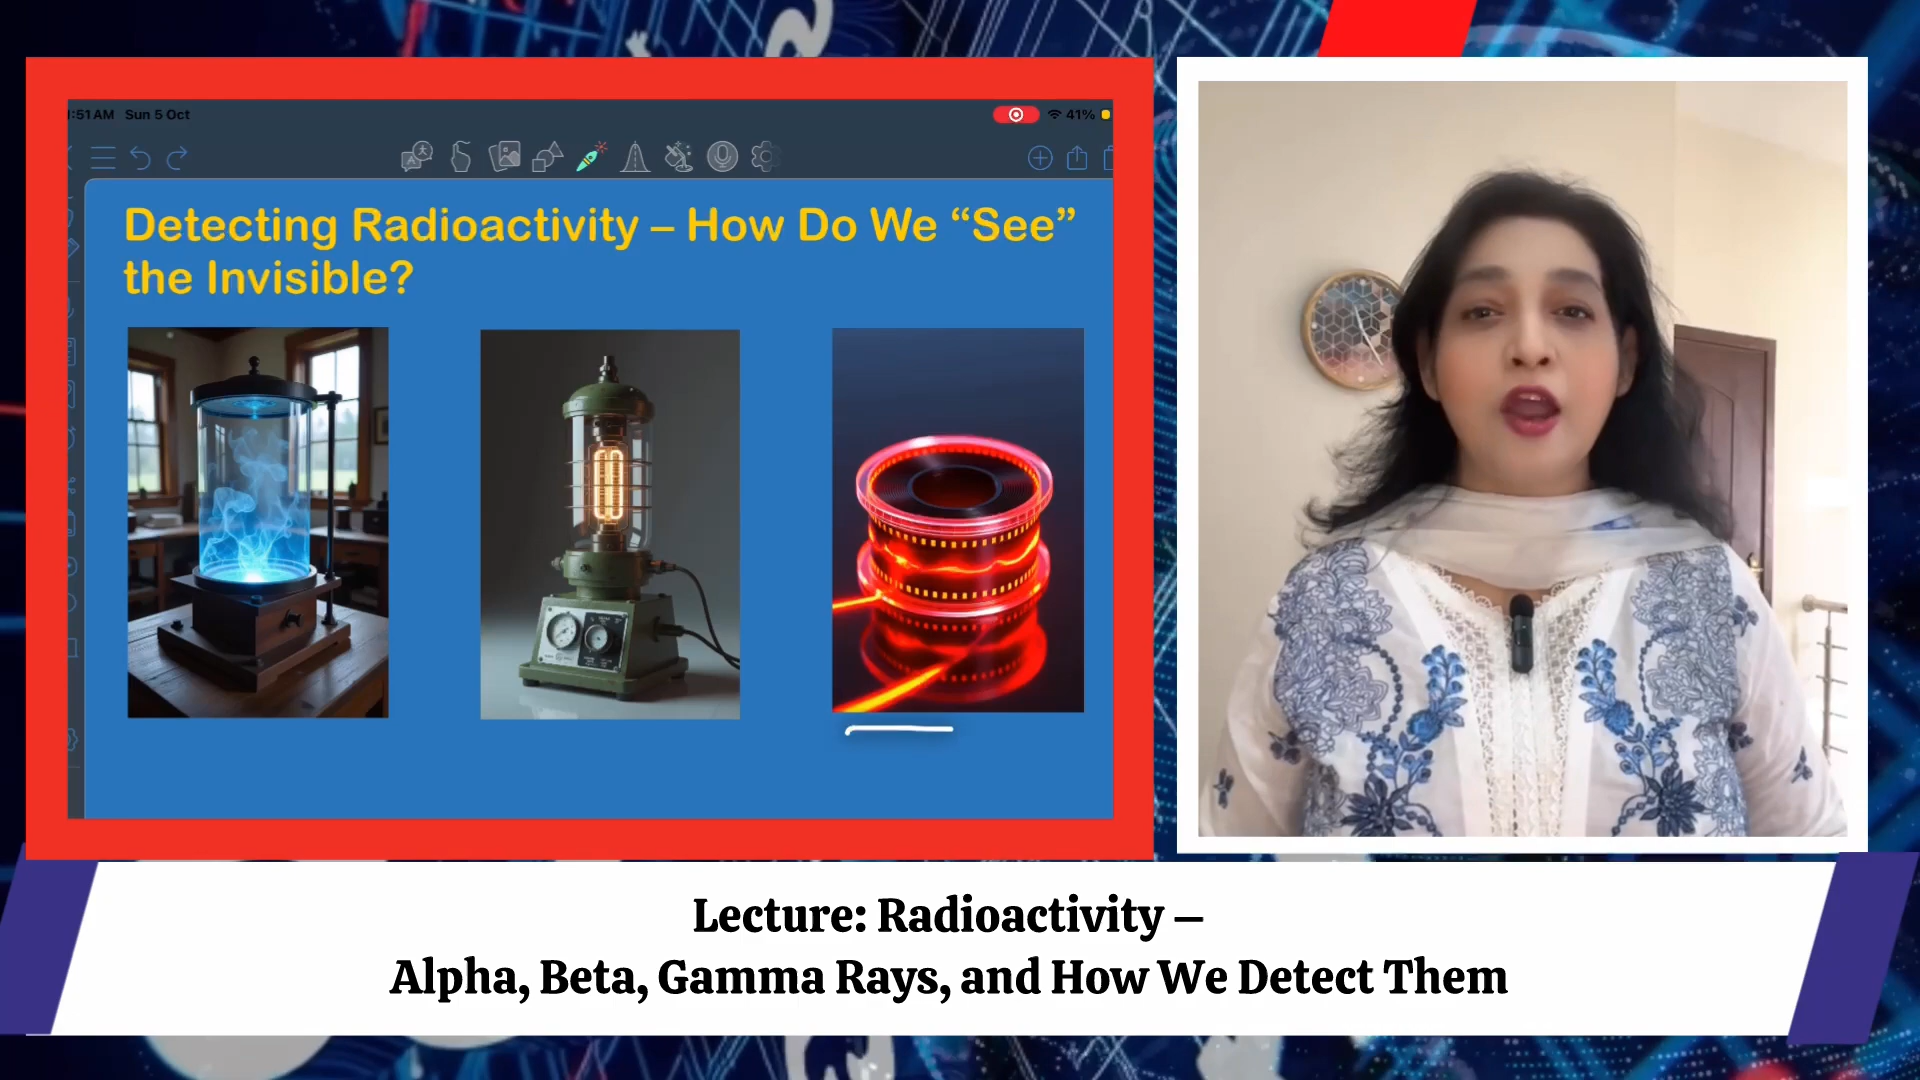 :51 AM Sun 5 Oct
41%
Detecting Radioactivity – How Do We “See”
the Invisible?
Lecture: Radioactivity –
Alpha, Beta, Gamma Rays, and How We Detect Them